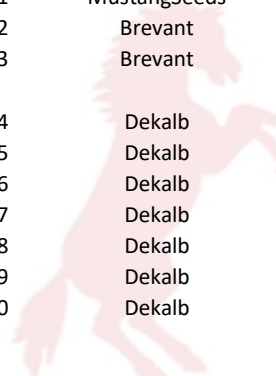 MustangSeeds
2 Brevant
3 Brevant
4 Dekalb
5 Dekalb
6 Dekalb
7 Dekalb
8 Dekalb
9 Dekalb
0 Dekalb